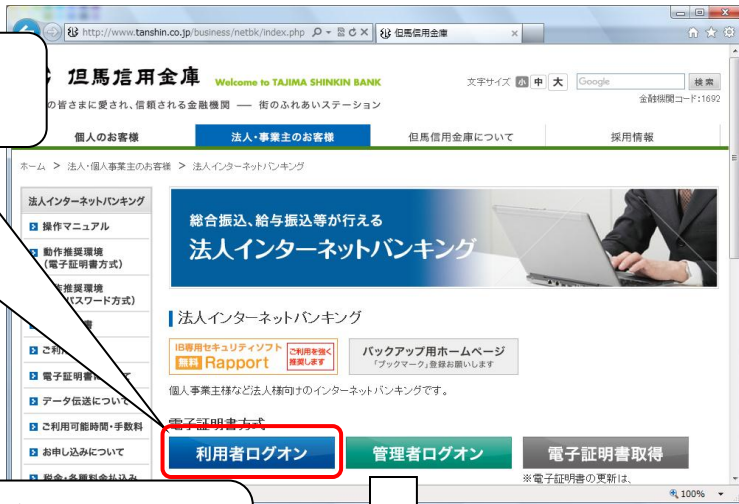 http://www.tanshin.co.jp/business/netbk/index.php
但馬信用金庫
但馬信用金庫 Welcome to TAJIMA SHINKIN BANK
文字サイズ 小 中 大 Google 検索
の皆さまに愛され、信頼される金融機関 ── 街のふれあいステーション
金融機関コード:1692
個人のお客様 法人・事業主のお客様 但馬信用金庫について 採用情報
ホーム > 法人・個人事業主のお客様 > 法人インターネットバンキング
法人インターネットバンキング
操作マニュアル
動作推奨環境
(電子証明書方式)
推奨環境
パスワード方式)
ご利
電子証明書
データ伝送について
ご利用可能時間・手数料
お申し込みについて
税金・各種料金払込み
総合振込、給与振込等が行える
法人インターネットバンキング
法人インターネットバンキング
IB専用セキュリティソフト
無料 Rapport
ご利用を強く
推奨します
バックアップ用ホームページ
「ブックマーク」登録お願いします
個人事業主様など法人様向けのインターネットバンキングです。
電子証明書方式
利用者ログオン 管理者ログオン 電子証明書取得
※電子証明書の更新は、
100%